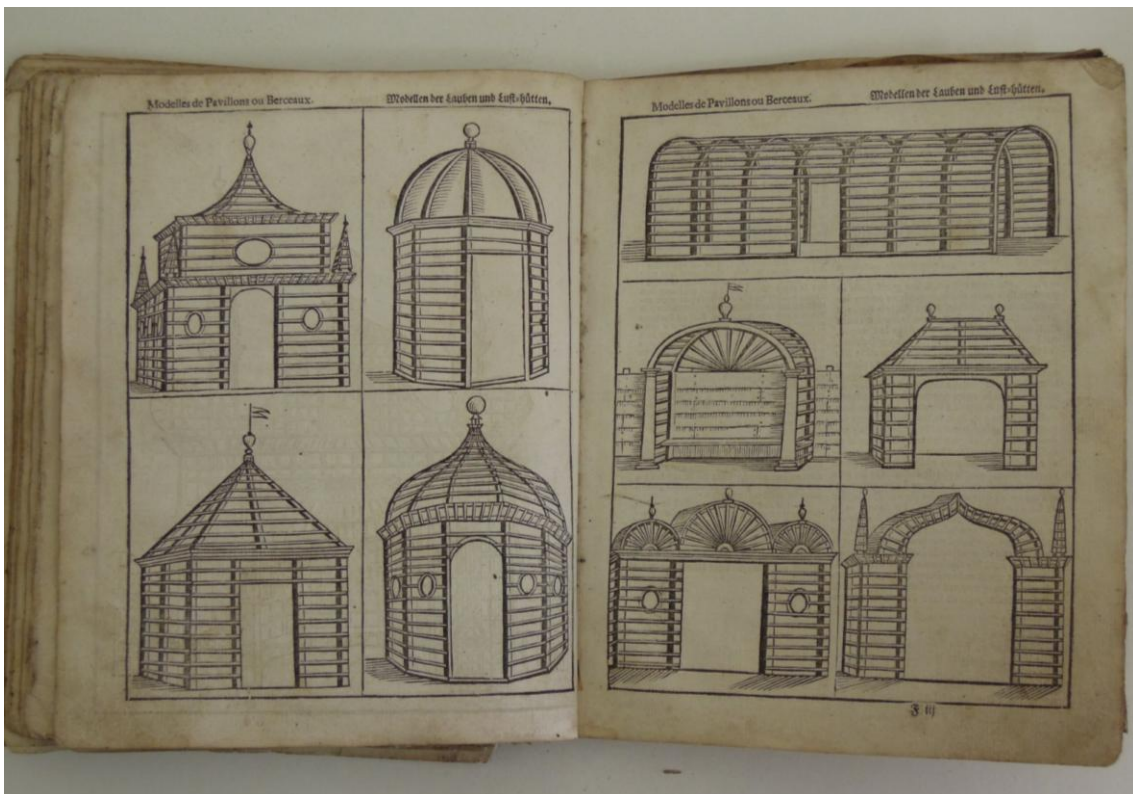 Modelles de Pavillons ou Berceaux.
Modellen der Lauben und Lust-hütten,
Modelles de Pavillons ou Berceaux.
Modellen der Lauben und Lust-hütten,
M
F iij